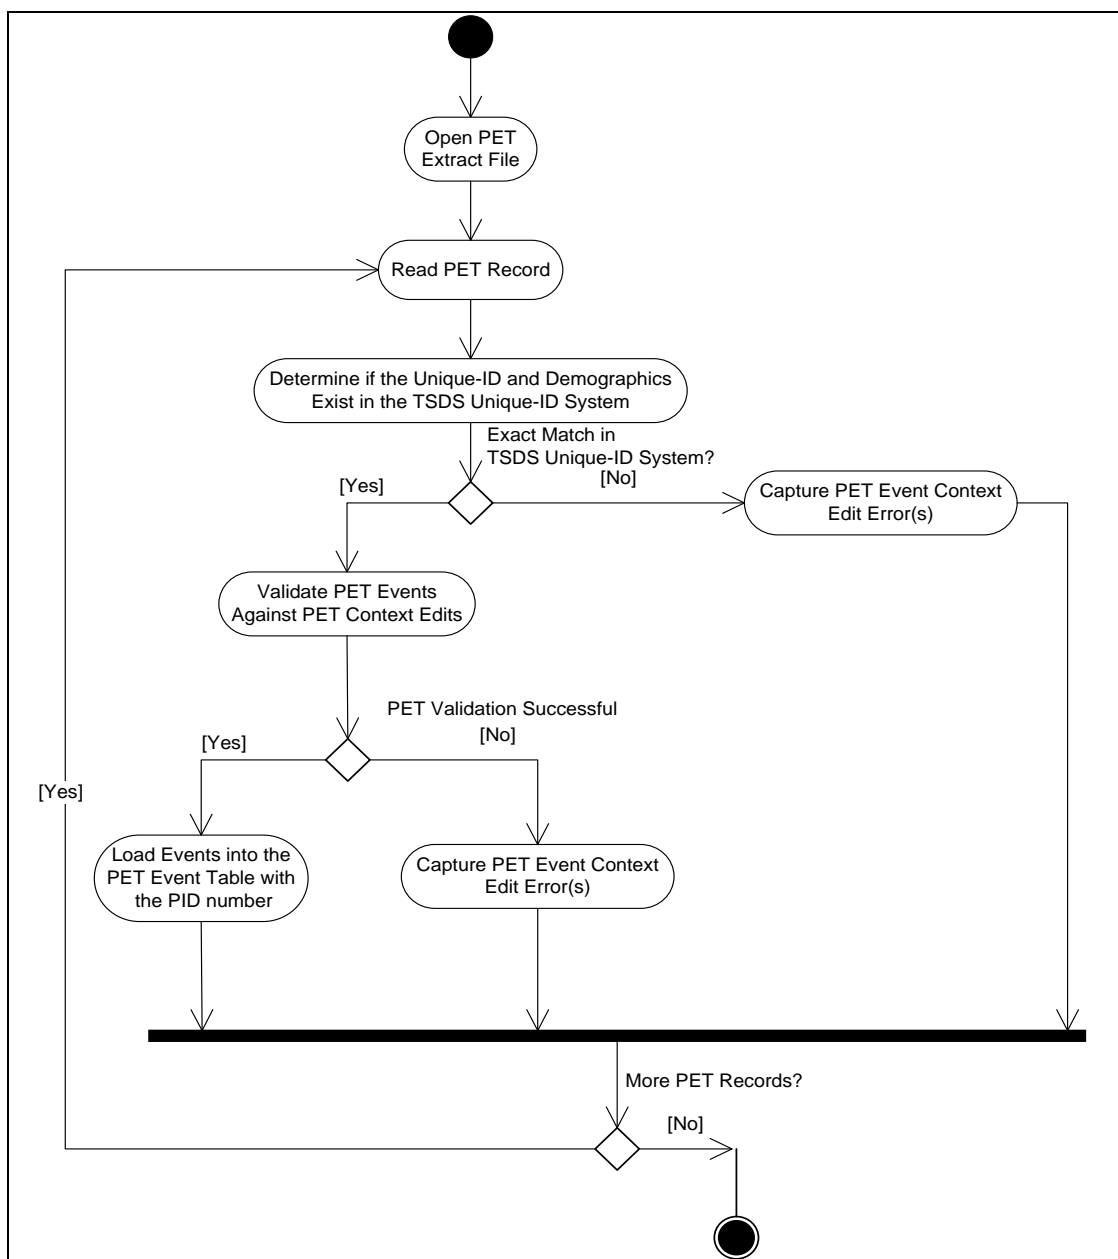 Open PET
Extract File
Read PET Record
Determine if the Unique-ID and Demographics
Exist in the TSDS Unique-ID System
Exact Match in
TSDS Unique-ID System?
[Yes]
[No]
Capture PET Event Context
Edit Error(s)
Validate PET Events
Against PET Context Edits
PET Validation Successful
[Yes]
[No]
[Yes]
Load Events into the
PET Event Table with
the PID number
Capture PET Event Context
Edit Error(s)
More PET Records?
[No]